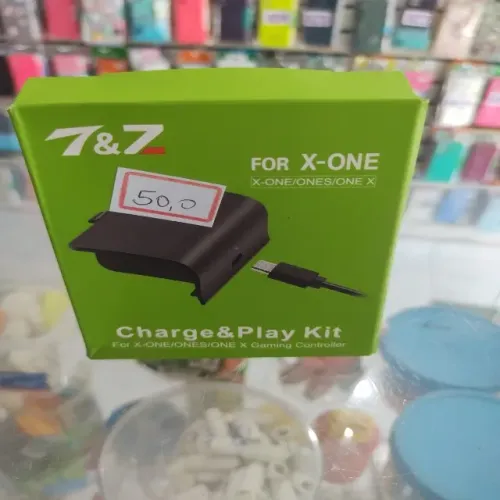 7&Z
FOR X-ONE
X-ONE/ONES/ONE X
50,0
Charge&Play Kit
For X-ONE/ONES/ONE X Gaming Controller